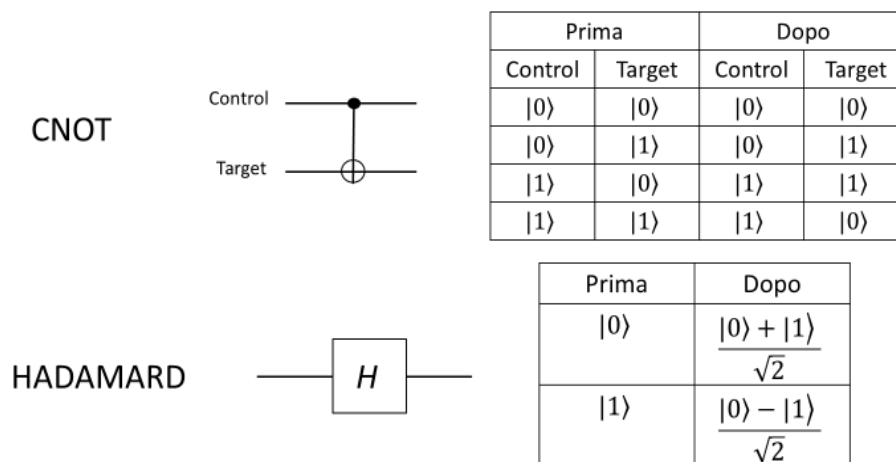 Prima Dopo
Control Target Control Target
|0⟩ |0⟩ |0⟩ |0⟩
|0⟩ |1⟩ |0⟩ |1⟩
|1⟩ |0⟩ |1⟩ |1⟩
|1⟩ |1⟩ |1⟩ |0⟩
CNOT
Control
Target
HADAMARD
H
Prima Dopo
|0⟩ |0⟩ + |1⟩
√2
|1⟩ |0⟩ − |1⟩
√2